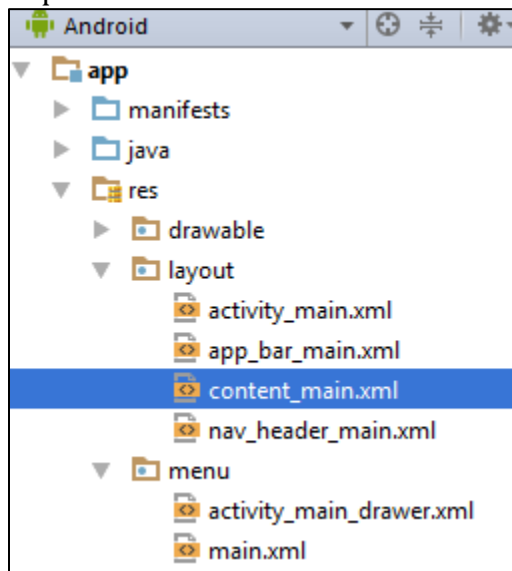 Android
app
manifests
java
res
drawable
layout
activity_main.xml
app_bar_main.xml
content_main.xml
nav_header_main.xml
menu
activity_main_drawer.xml
main.xml